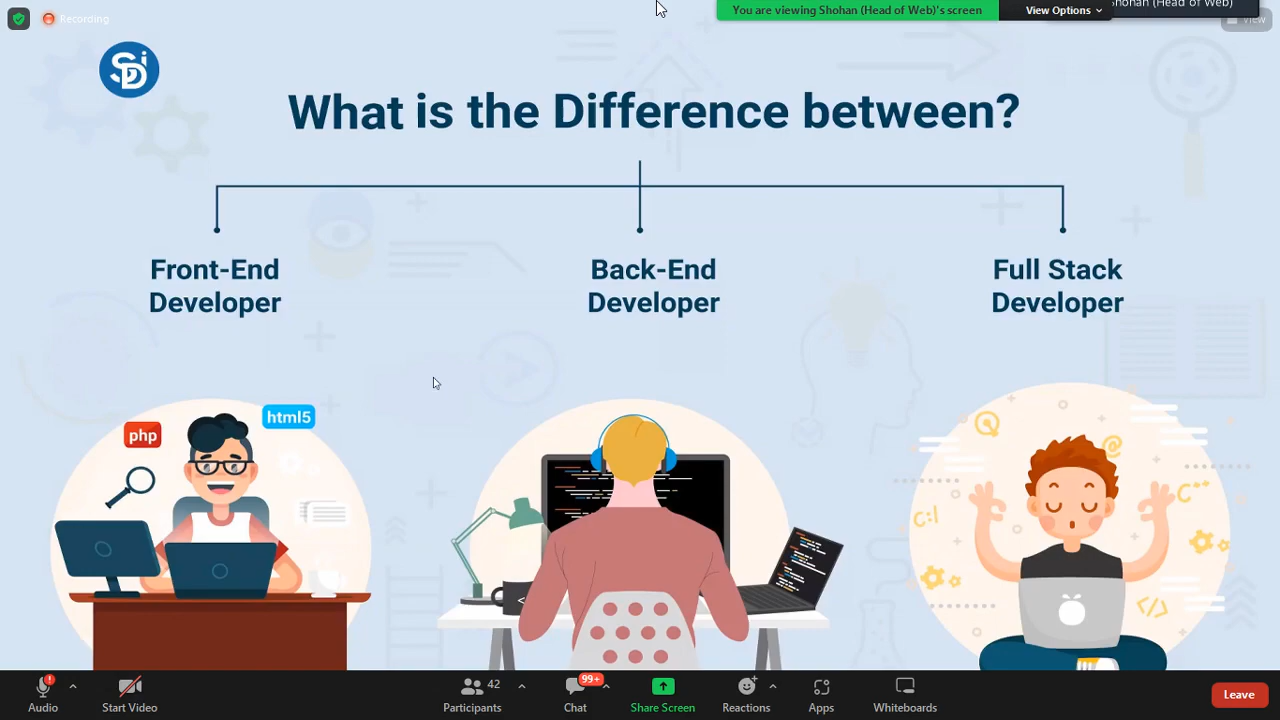 Recording
You are viewing Shohan (Head of Web)'s screen
View Options
Shohan (Head of Web)
View
SDi
What is the Difference between?
Front-End
Developer
Back-End
Developer
Full Stack
Developer
php
html5
<
@
C++
C:\
</>
Audio
Start Video
42
Participants
99+
Chat
Share Screen
Reactions
Apps
Whiteboards
Leave